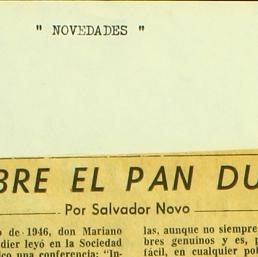 " NOVEDADES "
BRE EL PAN DU
Por Salvador Novo
o de 1946, don Mariano
dier leyó en la Sociedad
ico una conferencia: "In-
las, aunque no siempre
bres genuinos y es, p
fácil, en cualquier pob